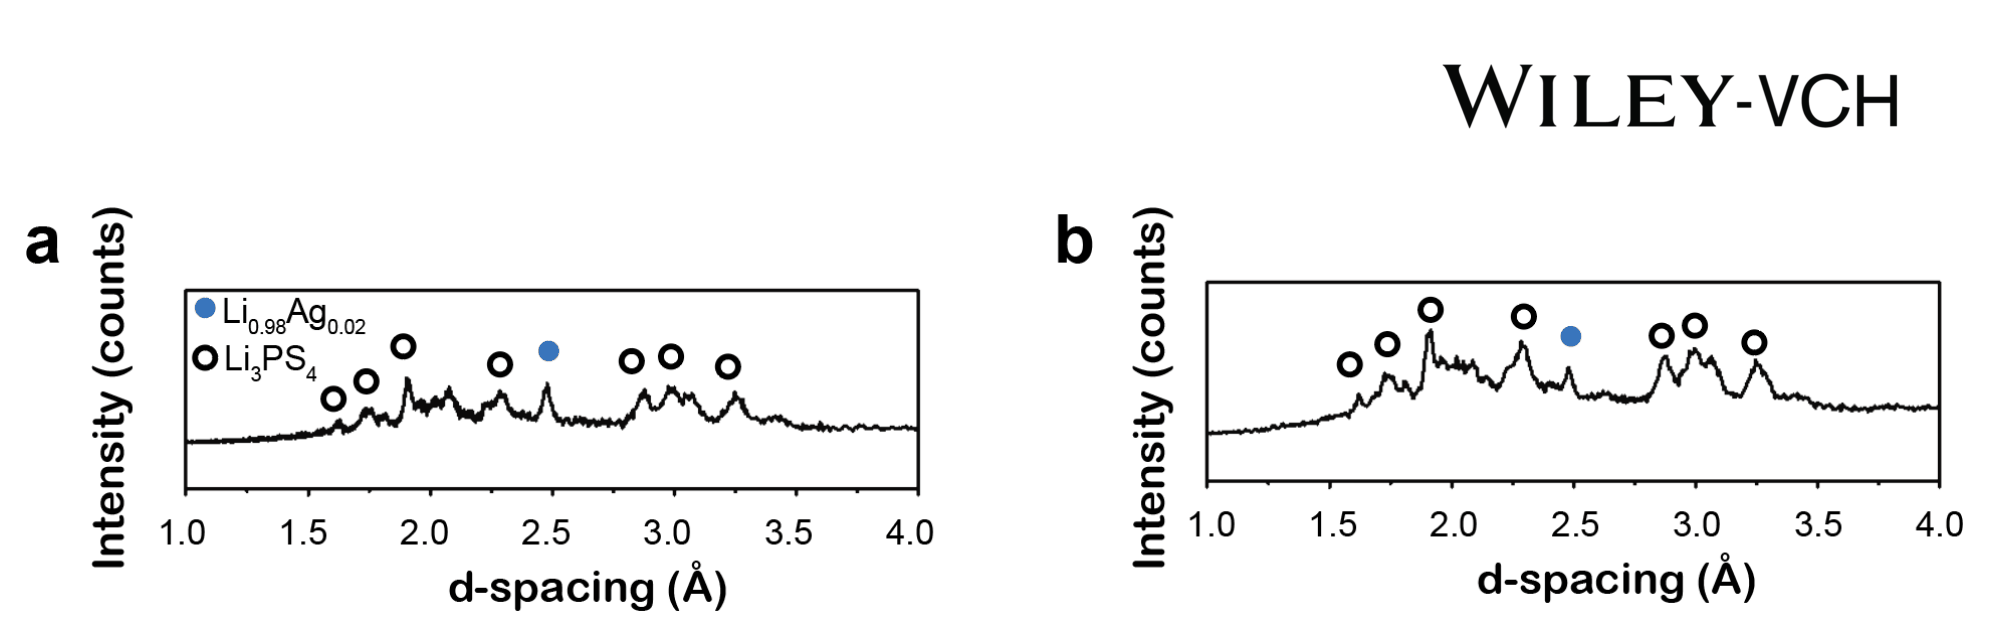 WILEY-VCH
a
Intensity (counts)
Li0.98Ag0.02
Li3PS4
1.0 1.5 2.0 2.5 3.0 3.5 4.0
d-spacing (Å)
b
Intensity (counts)
1.0 1.5 2.0 2.5 3.0 3.5 4.0
d-spacing (Å)